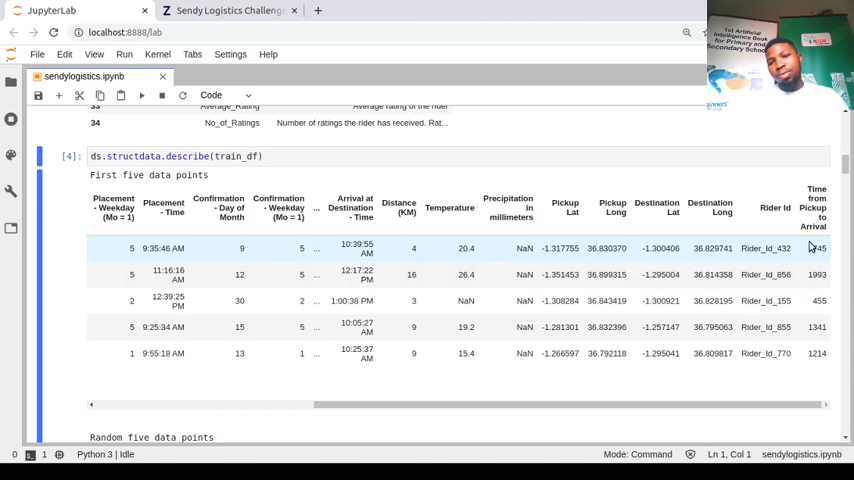 JupyterLab
Sendy Logistics Challeng
localhost:8888/lab
File Edit View Run Kernel Tabs Settings Help
sendylogistics.ipynb
Code
33 Average_Rating Average rating of the rider
34 No_of_Ratings Number of ratings the rider has received. Rat...
[4]: ds.structdata.describe(train_df)
First five data points
Placement - Weekday (Mo = 1) Placement - Time Confirmation - Day of Month Confirmation - Weekday (Mo = 1) ... Arrival at Destination - Time Distance (KM) Temperature Precipitation in millimeters Pickup Lat Pickup Long Destination Lat Destination Long Rider Id Time from Pickup to Arrival
5 9:35:46 AM 9 5 ... 10:39:55 AM 4 20.4 NaN -1.317755 36.830370 -1.300406 36.829741 Rider_Id_432
5 11:16:16 AM 12 5 ... 12:17:22 PM 16 26.4 NaN -1.351453 36.899315 -1.295004 36.814358 Rider_Id_856 1993
2 12:39:25 PM 30 2 ... 1:00:38 PM 3 NaN NaN -1.308284 36.843419 -1.300921 36.828195 Rider_Id_155 455
5 9:25:34 AM 15 5 ... 10:05:27 AM 9 19.2 NaN -1.281301 36.832396 -1.257147 36.795063 Rider_Id_855 1341
1 9:55:18 AM 13 1 ... 10:25:37 AM 9 15.4 NaN -1.266597 36.792118 -1.295041 36.809817 Rider_Id_770 1214
Random five data points
0 1 Python 3 | Idle Mode: Command Ln 1, Col 1 sendylogistics.ipynb
1st Artificial
Intelligence Book
for Primary and
Secondary School